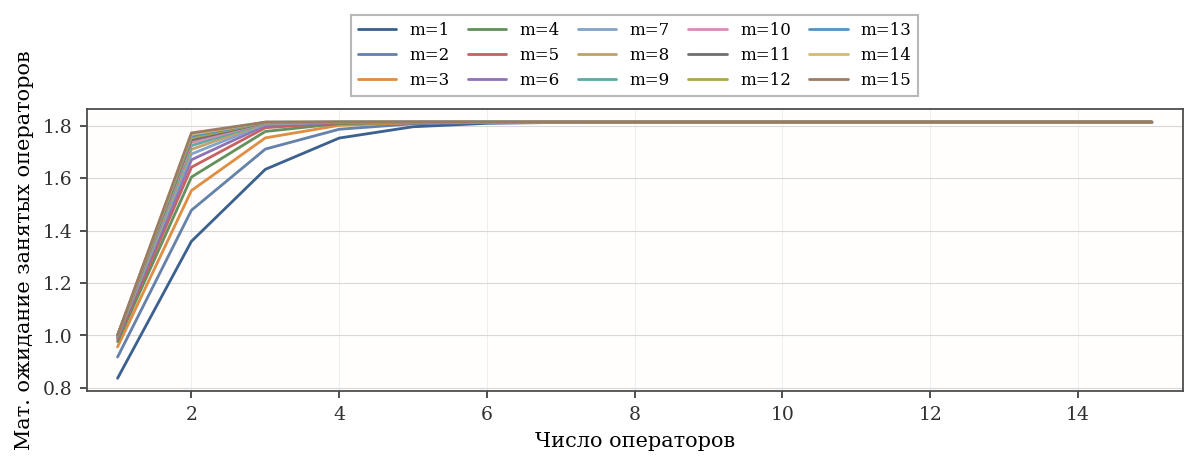 m=1 m=4 m=7 m=10 m=13
m=2 m=5 m=8 m=11 m=14
m=3 m=6 m=9 m=12 m=15
Мат. ожидание занятых операторов
1.8
1.6
1.4
1.2
1.0
0.8
2 4 6 8 10 12 14
Число операторов